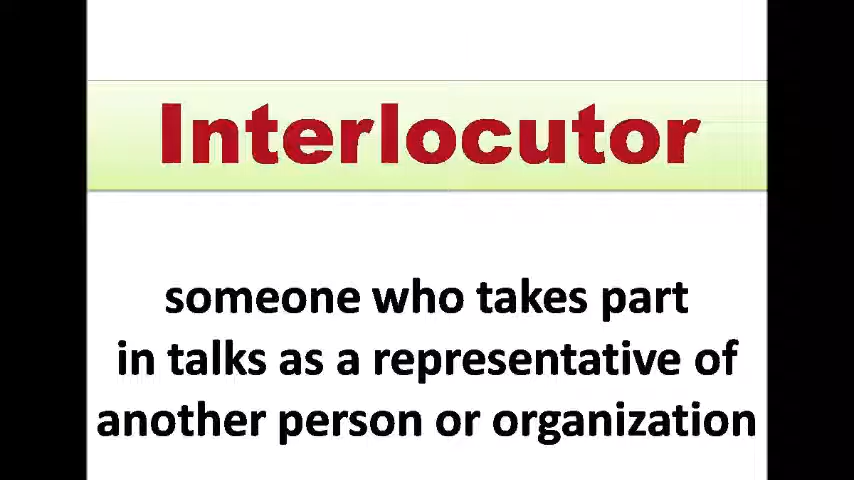 Interlocutor
someone who takes part
in talks as a representative of
another person or organization